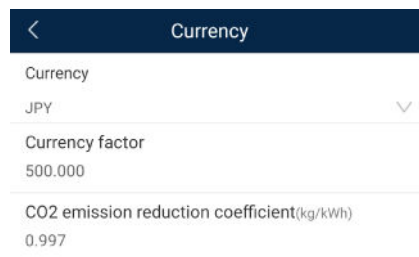 Currency
Currency
JPY
Currency factor
500.000
CO2 emission reduction coefficient(kg/kWh)
0.997